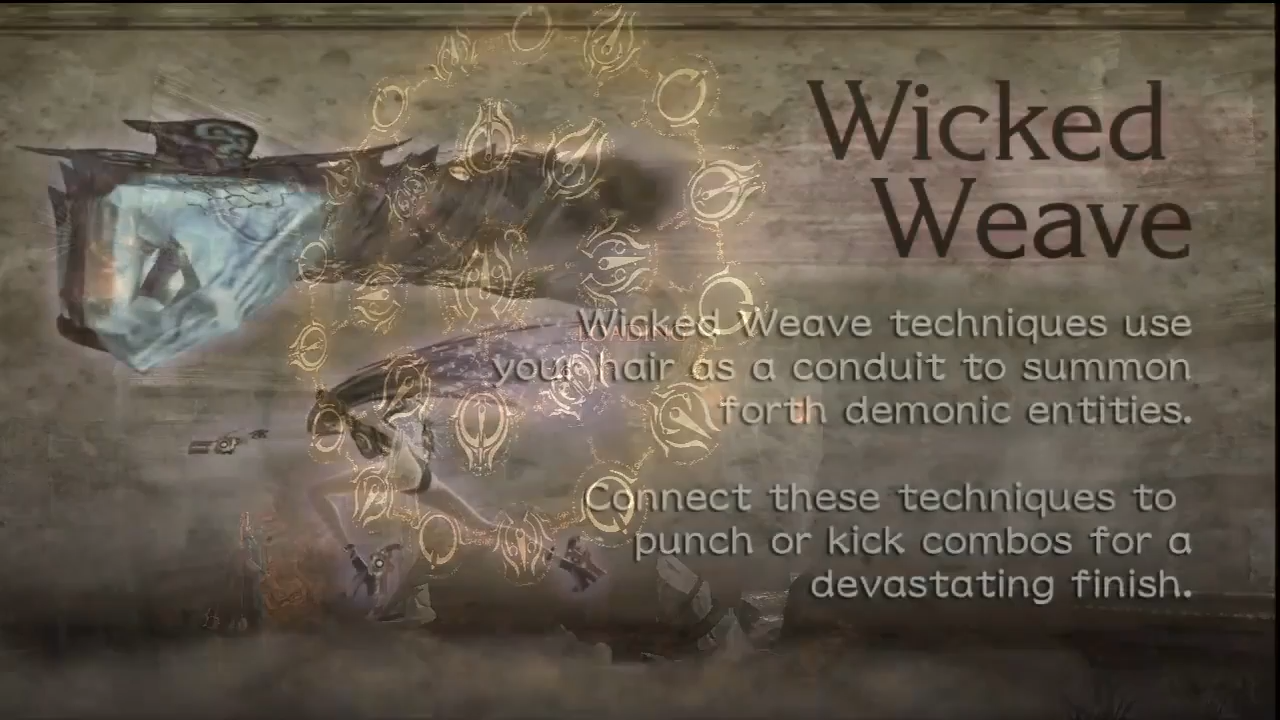 Wicked
Weave
LOADING
Wicked Weave techniques use
your hair as a conduit to summon
forth demonic entities.
Connect these techniques to
punch or kick combos for a
devastating finish.